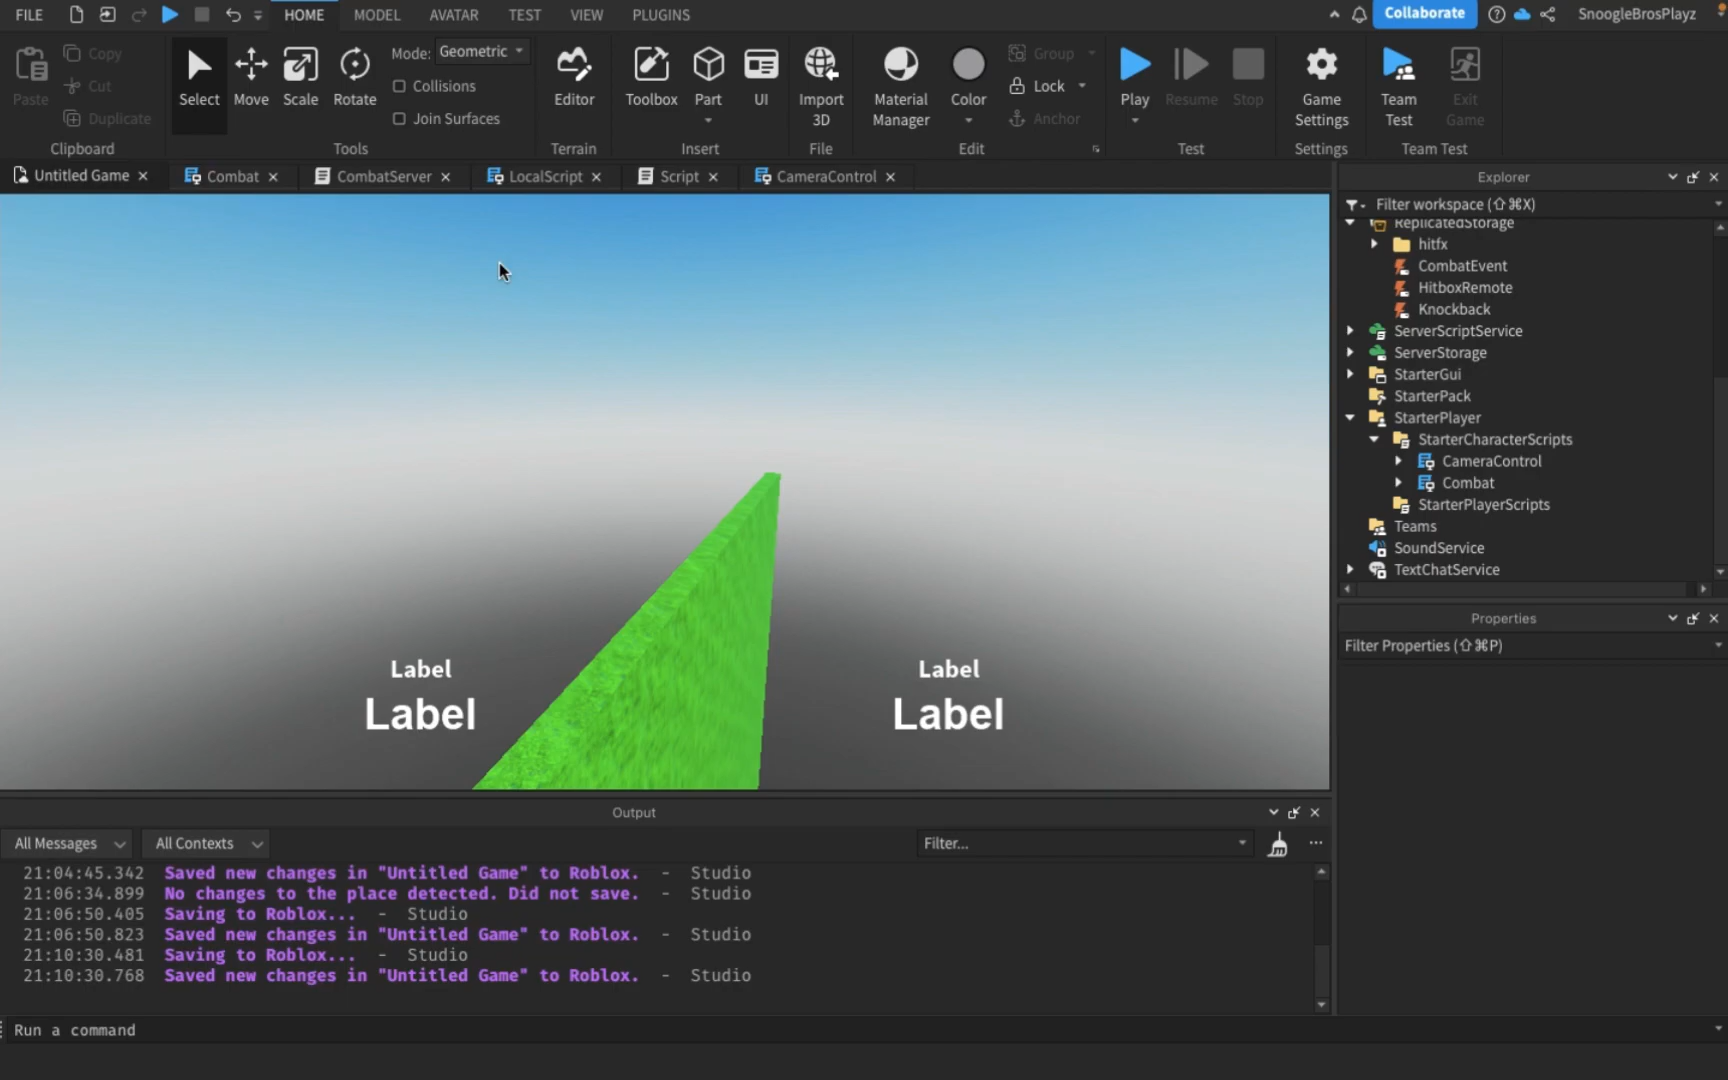 FILE HOME MODEL AVATAR TEST VIEW PLUGINS Collaborate SnoogleBrosPlayz
Paste Copy Cut Duplicate
Clipboard
Select Move Scale Rotate
Mode: Geometric
Collisions
Join Surfaces
Tools
Editor
Terrain
Toolbox Part UI
Insert
Import 3D
File
Material Manager Color
Group
Lock
Anchor
Edit
Play Resume Stop
Test
Game Settings
Settings
Team Test Exit Game
Team Test
Untitled Game Combat CombatServer LocalScript Script CameraControl
Label Label
Label Label
Explorer
Filter workspace (⇧⌘X)
ReplicatedStorage
hitfx
CombatEvent
HitboxRemote
Knockback
ServerScriptService
ServerStorage
StarterGui
StarterPack
StarterPlayer
StarterCharacterScripts
CameraControl
Combat
StarterPlayerScripts
Teams
SoundService
TextChatService
Properties
Filter Properties (⇧⌘P)
Output
All Messages All Contexts Filter...
21:04:45.342 Saved new changes in "Untitled Game" to Roblox. - Studio
21:06:34.899 No changes to the place detected. Did not save. - Studio
21:06:50.405 Saving to Roblox... - Studio
21:06:50.823 Saved new changes in "Untitled Game" to Roblox. - Studio
21:10:30.481 Saving to Roblox... - Studio
21:10:30.768 Saved new changes in "Untitled Game" to Roblox. - Studio
Run a command